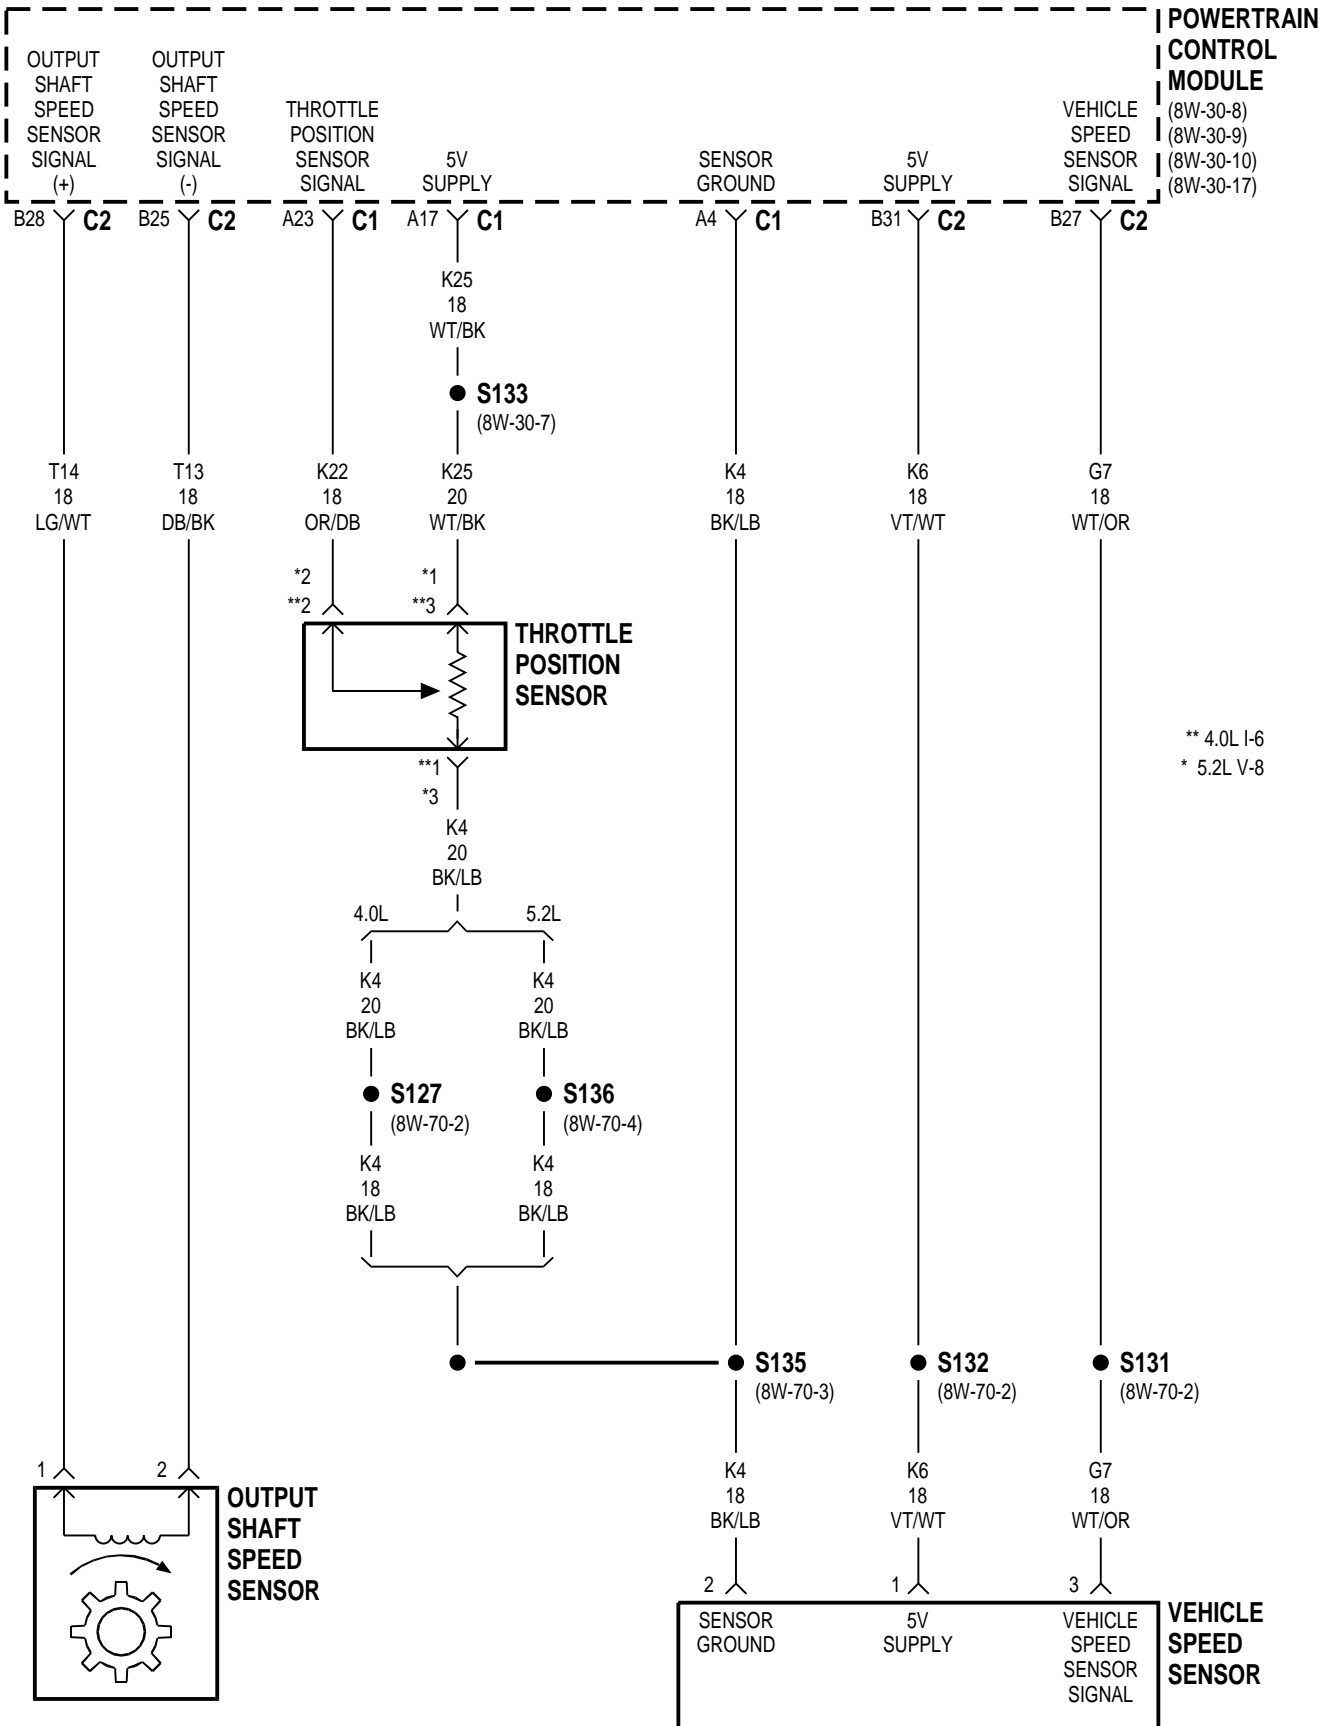 POWERTRAIN
CONTROL
MODULE
(8W-30-8)
(8W-30-9)
(8W-30-10)
(8W-30-17)
OUTPUT
SHAFT
SPEED
SENSOR
SIGNAL
(+)
OUTPUT
SHAFT
SPEED
SENSOR
SIGNAL
(-)
THROTTLE
POSITION
SENSOR
SIGNAL
5V
SUPPLY
SENSOR
GROUND
5V
SUPPLY
VEHICLE
SPEED
SENSOR
SIGNAL
B28 C2 B25 C2 A23 C1 A17 C1 A4 C1 B31 C2 B27 C2
K25
18
WT/BK
S133
(8W-30-7)
T14
18
LG/WT
T13
18
DB/BK
K22
18
OR/DB
K25
20
WT/BK
K4
18
BK/LB
K6
18
VT/WT
G7
18
WT/OR
*2 *1
**2 **3
THROTTLE
POSITION
SENSOR
** 4.0L I-6
* 5.2L V-8
**1
*3
K4
20
BK/LB
4.0L 5.2L
K4
20
BK/LB
K4
20
BK/LB
S127
(8W-70-2)
S136
(8W-70-4)
K4
18
BK/LB
K4
18
BK/LB
S135
(8W-70-3)
S132
(8W-70-2)
S131
(8W-70-2)
1 2
OUTPUT
SHAFT
SPEED
SENSOR
K4
18
BK/LB
K6
18
VT/WT
G7
18
WT/OR
2 1 3
SENSOR
GROUND
5V
SUPPLY
VEHICLE
SPEED
SENSOR
SIGNAL
VEHICLE
SPEED
SENSOR